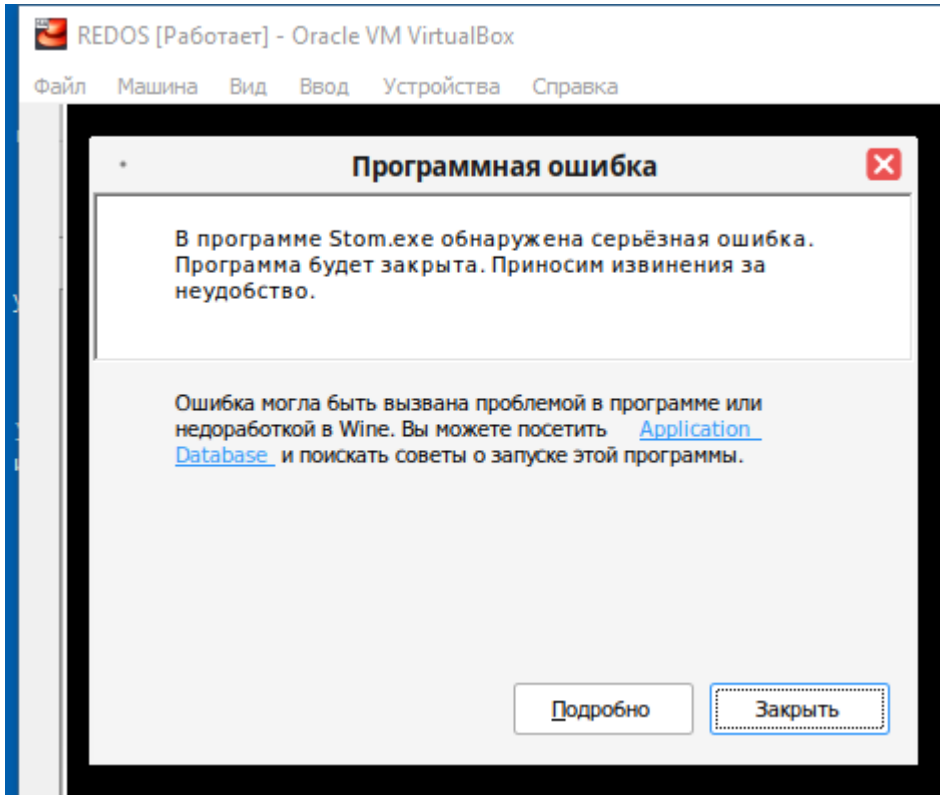 REDOS [Работает] - Oracle VM VirtualBox
Файл Машина Вид Ввод Устройства Справка
Программная ошибка
В программе Stom.exe обнаружена серьёзная ошибка.
Программа будет закрыта. Приносим извинения за
неудобство.
Ошибка могла быть вызвана проблемой в программе или
недоработкой в Wine. Вы можете посетить Application
Database и поискать советы о запуске этой программы.
Подробно Закрыть